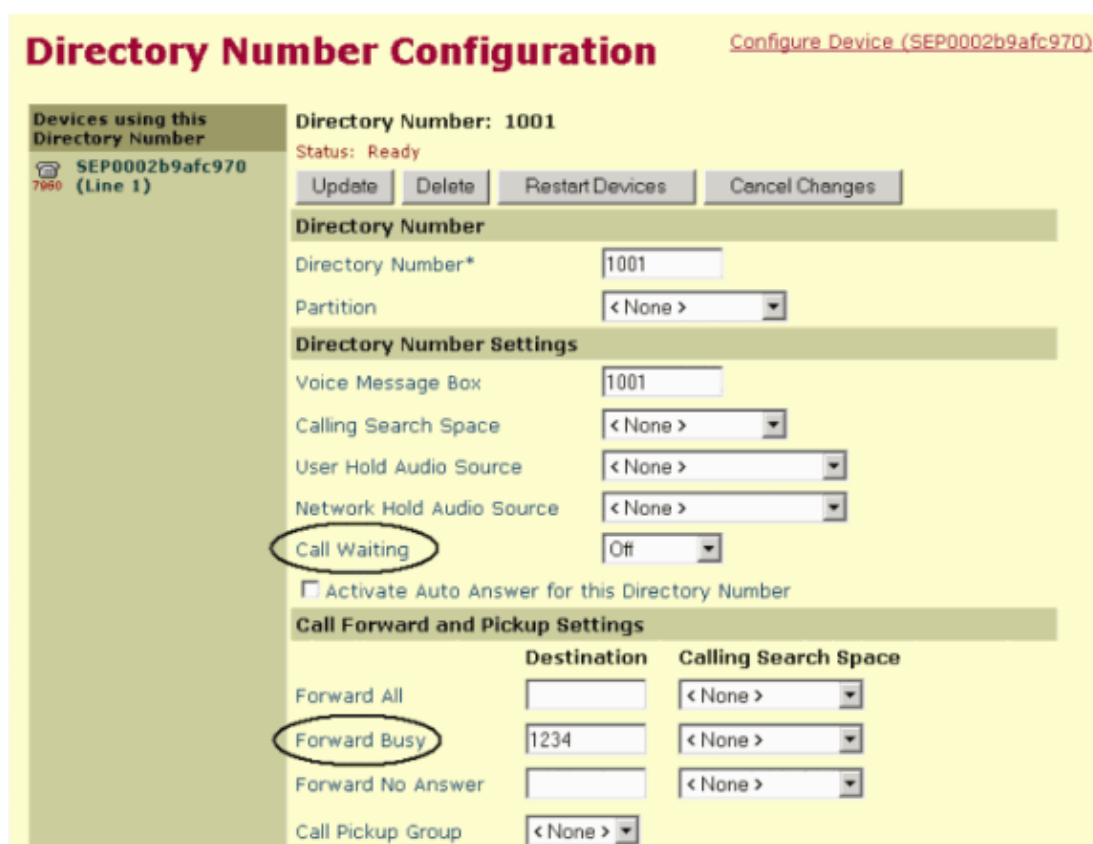 Directory Number Configuration
Configure Device (SEP0002b9afc970)
Devices using this
Directory Number
7960 SEP0002b9afc970
(Line 1)
Directory Number: 1001
Status: Ready
Update Delete Restart Devices Cancel Changes
Directory Number
Directory Number* 1001
Partition < None >
Directory Number Settings
Voice Message Box 1001
Calling Search Space < None >
User Hold Audio Source < None >
Network Hold Audio Source < None >
Call Waiting Off
Activate Auto Answer for this Directory Number
Call Forward and Pickup Settings
Destination Calling Search Space
Forward All < None >
Forward Busy 1234 < None >
Forward No Answer < None >
Call Pickup Group < None >